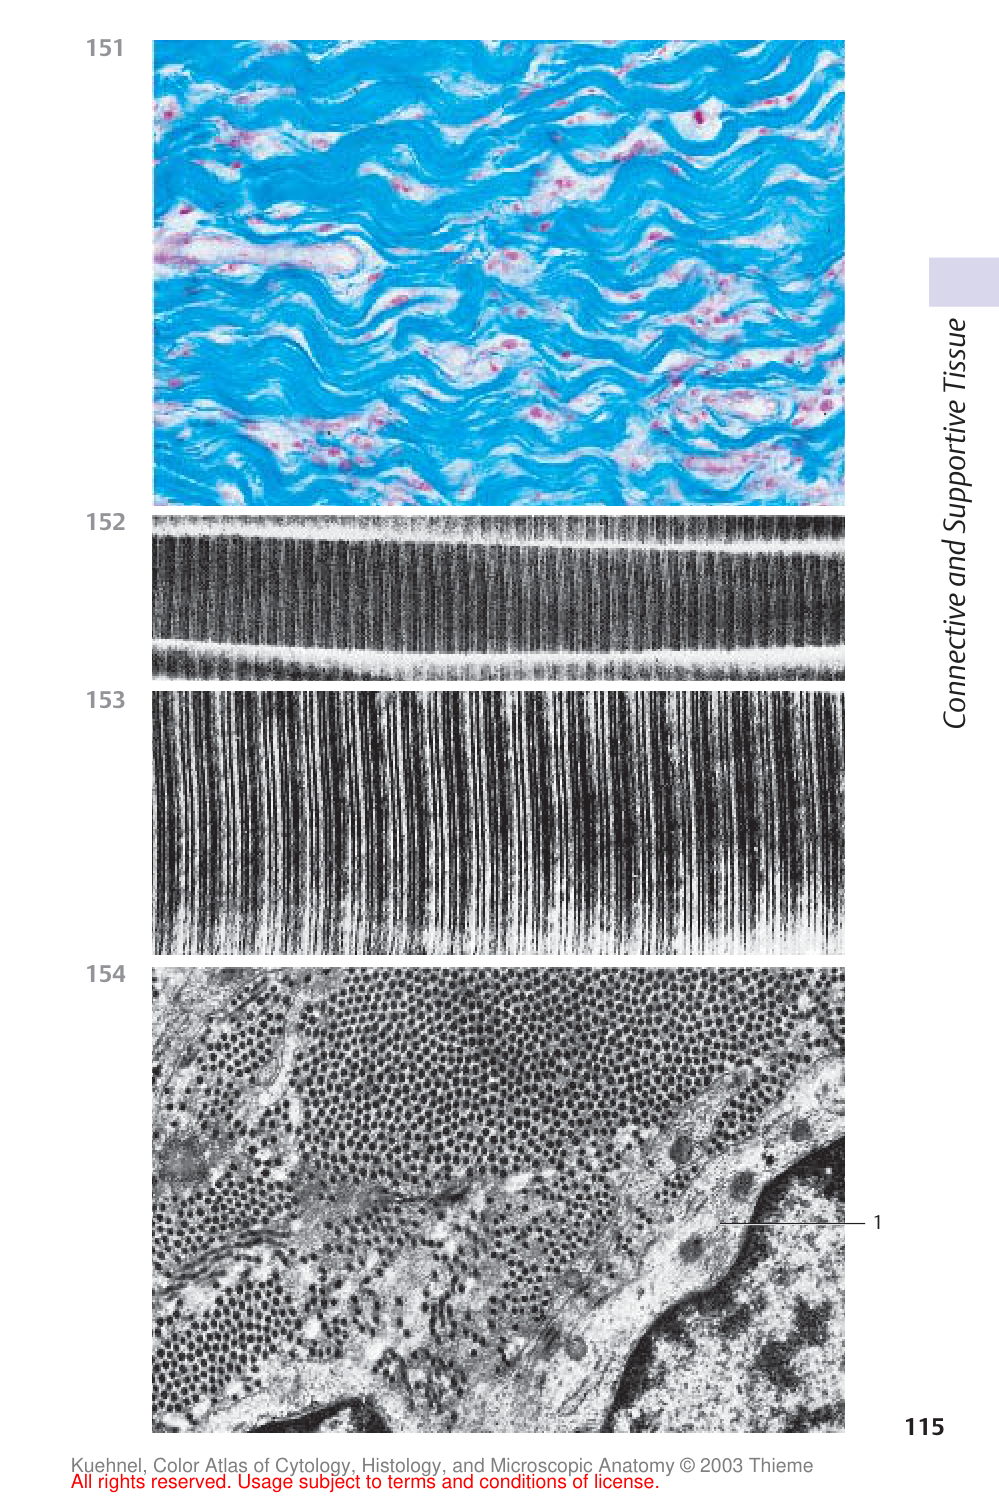 151
152
153
154
1
Connective and Supportive Tissue
115
Kuehnel, Color Atlas of Cytology, Histology, and Microscopic Anatomy © 2003 Thieme
All rights reserved. Usage subject to terms and conditions of license.